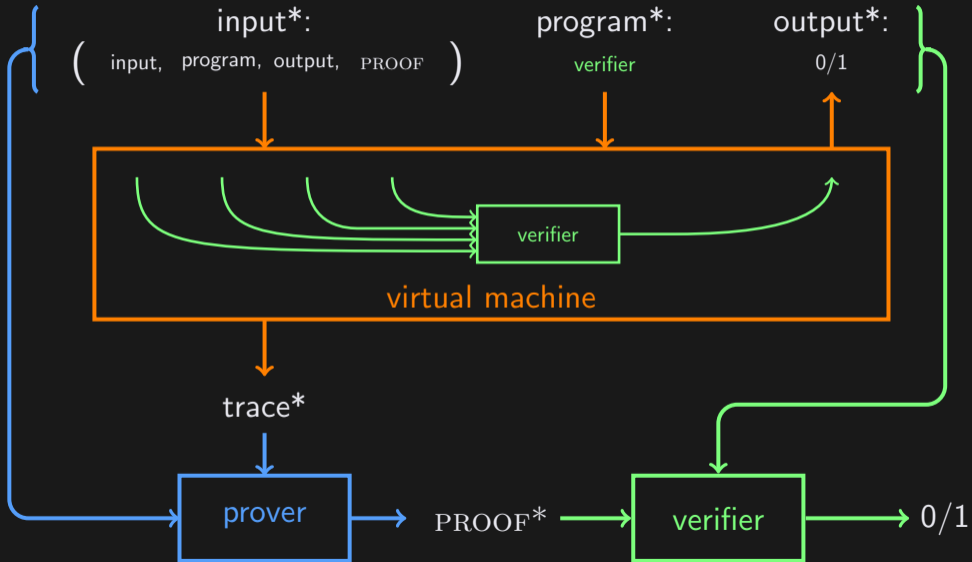 input*: program*: output*:
( input, program, output, PROOF ) verifier 0/1
verifier
virtual machine
trace*
prover PROOF* verifier 0/1